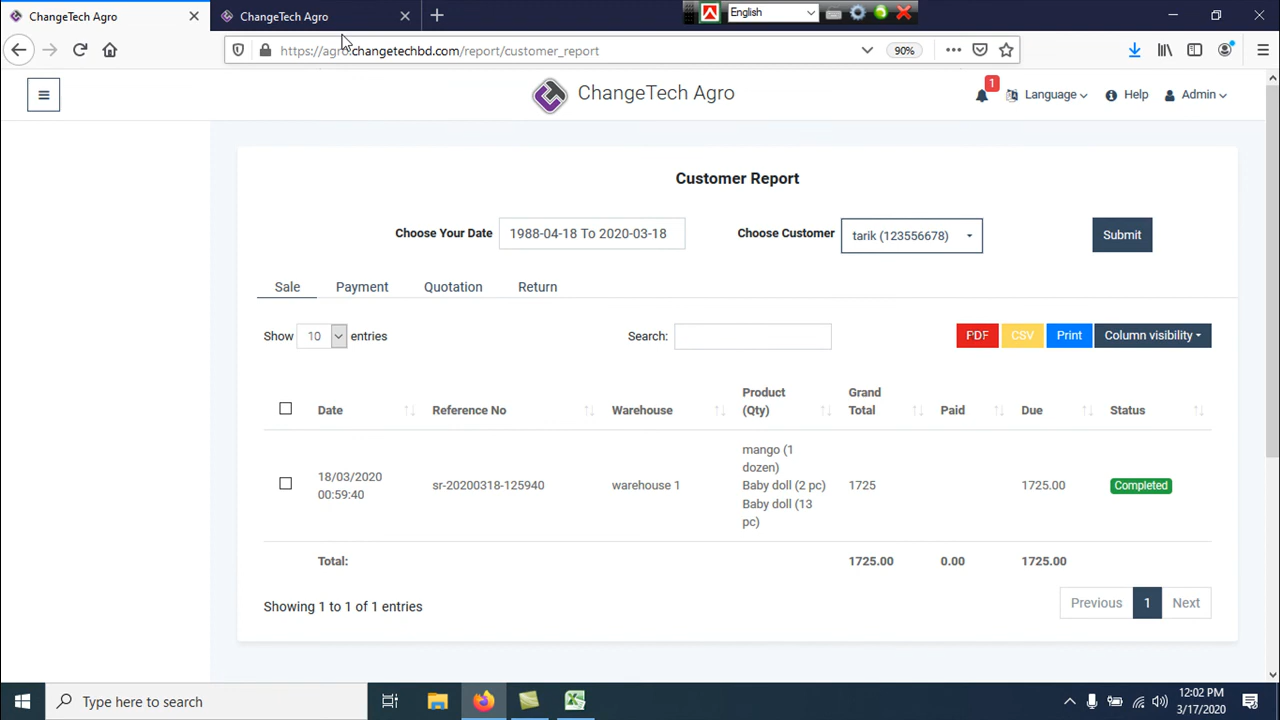 ChangeTech Agro
ChangeTech Agro
English
https://agro.changetechbd.com/report/customer_report
90%
ChangeTech Agro
1
Language
Help
Admin
Customer Report
Choose Your Date
1988-04-18 To 2020-03-18
Choose Customer
tarik (123556678)
Submit
Sale
Payment
Quotation
Return
Show
10
entries
Search:
PDF
CSV
Print
Column visibility
Date
Reference No
Warehouse
Product (Qty)
Grand Total
Paid
Due
Status
18/03/2020
00:59:40
sr-20200318-125940
warehouse 1
mango (1
dozen)
Baby doll (2 pc)
Baby doll (13
pc)
1725
1725.00
Completed
Total:
1725.00
0.00
1725.00
Showing 1 to 1 of 1 entries
Previous
1
Next
Type here to search
12:02 PM
3/17/2020